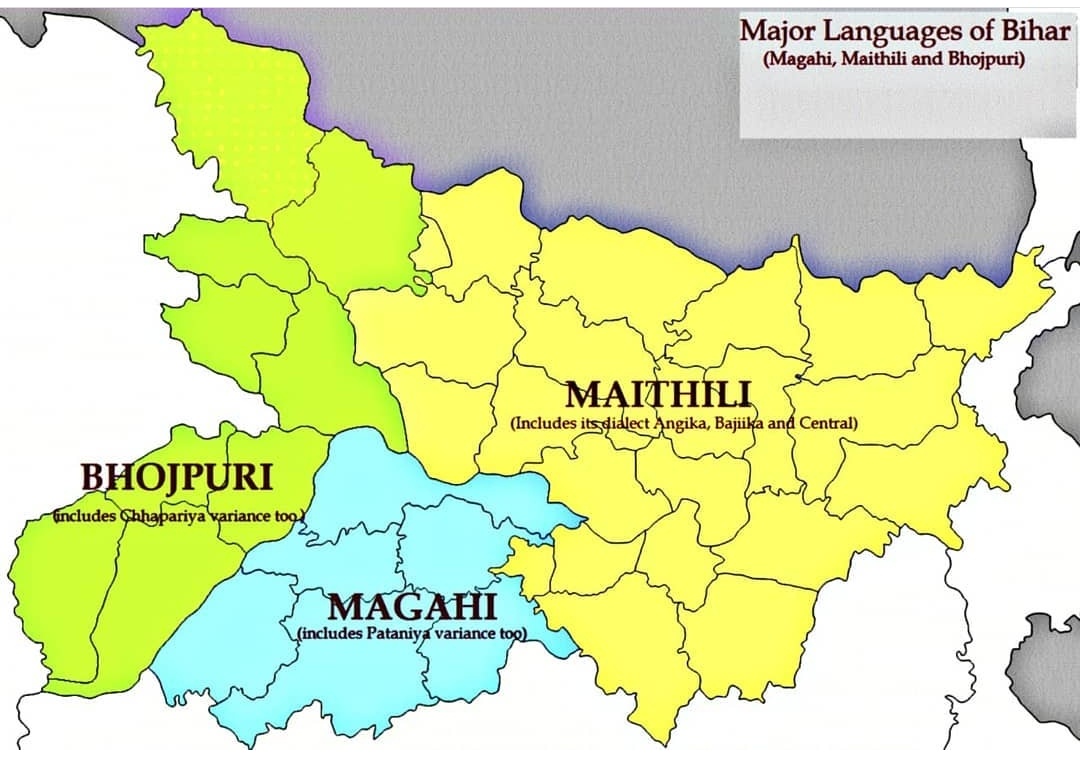 Major Languages of Bihar
(Magahi, Maithili and Bhojpuri)
MAITHILI
(Includes its dialect Angika, Bajjika and Central)
BHOJPURI
(includes Chhapariya variance too)
MAGAHI
(includes Pataniya variance too)